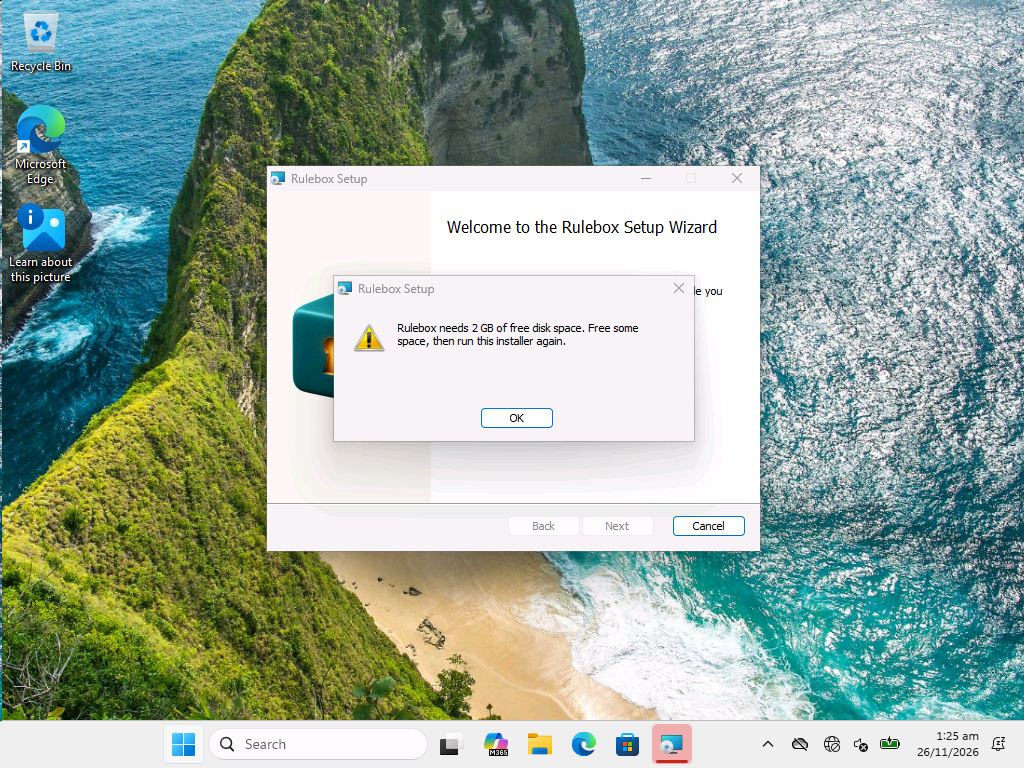 Recycle Bin
Microsoft
Edge
Learn about
this picture
Rulebox Setup
Welcome to the Rulebox Setup Wizard
you
Rulebox Setup
Rulebox needs 2 GB of free disk space. Free some
space, then run this installer again.
OK
Back
Next
Cancel
Search
M365
1:25 am
26/11/2026